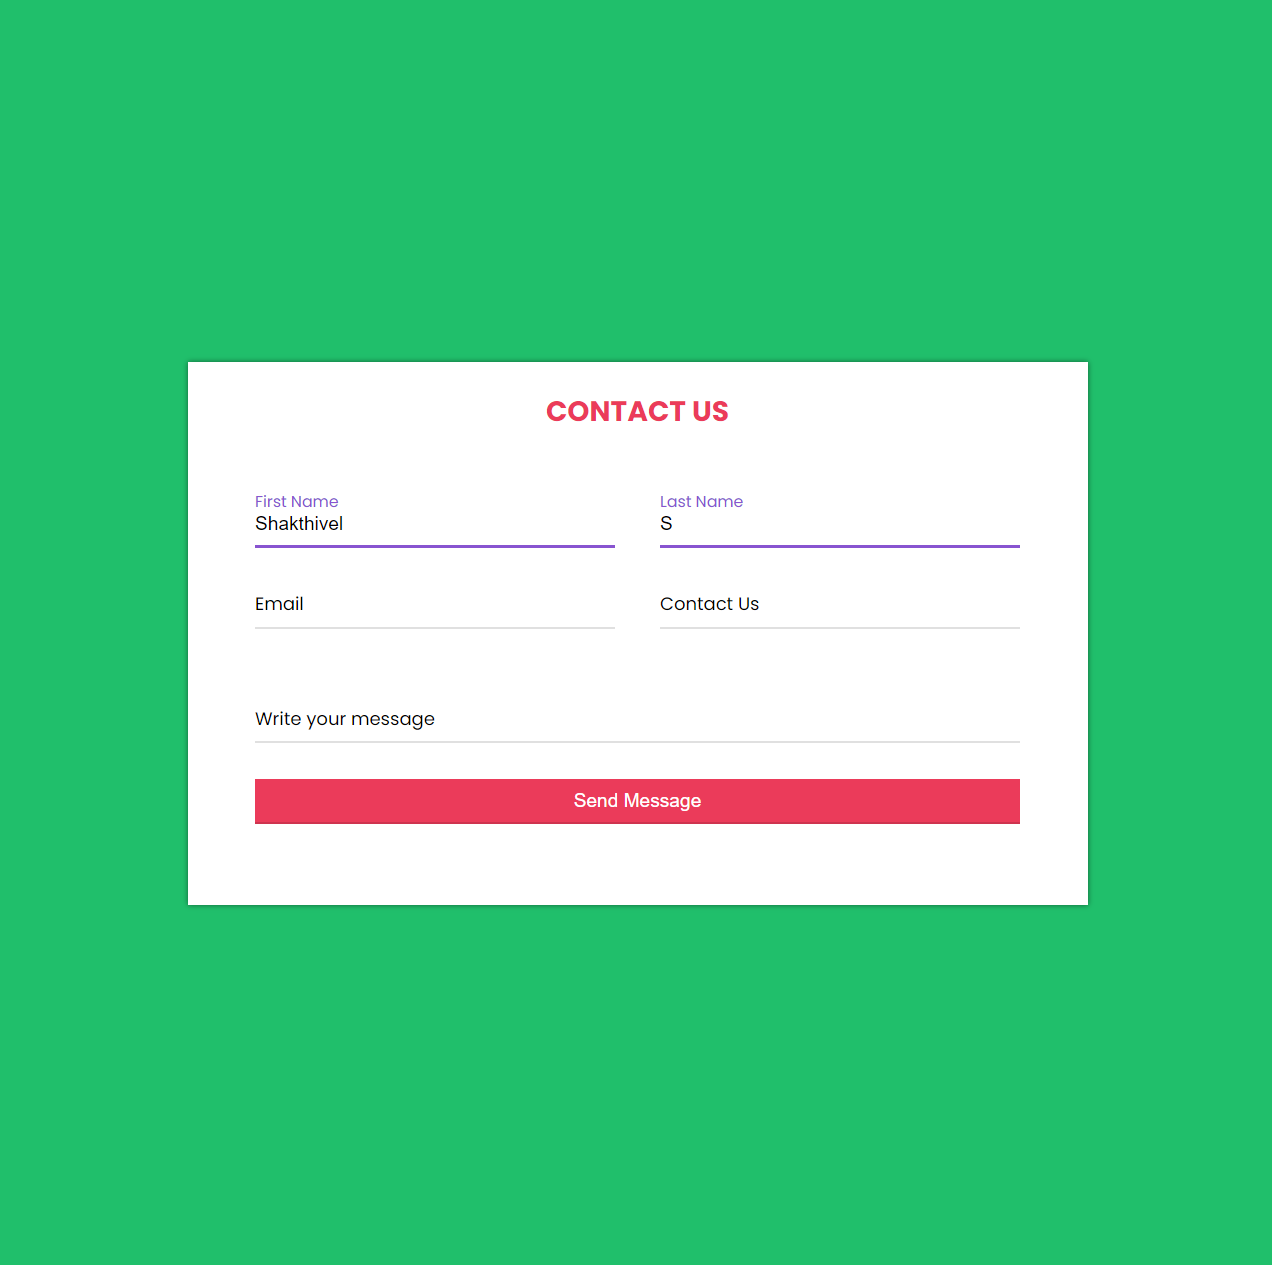 CONTACT US
First Name
Last Name
Shakthivel
S
Email
Contact Us
Write your message
Send Message